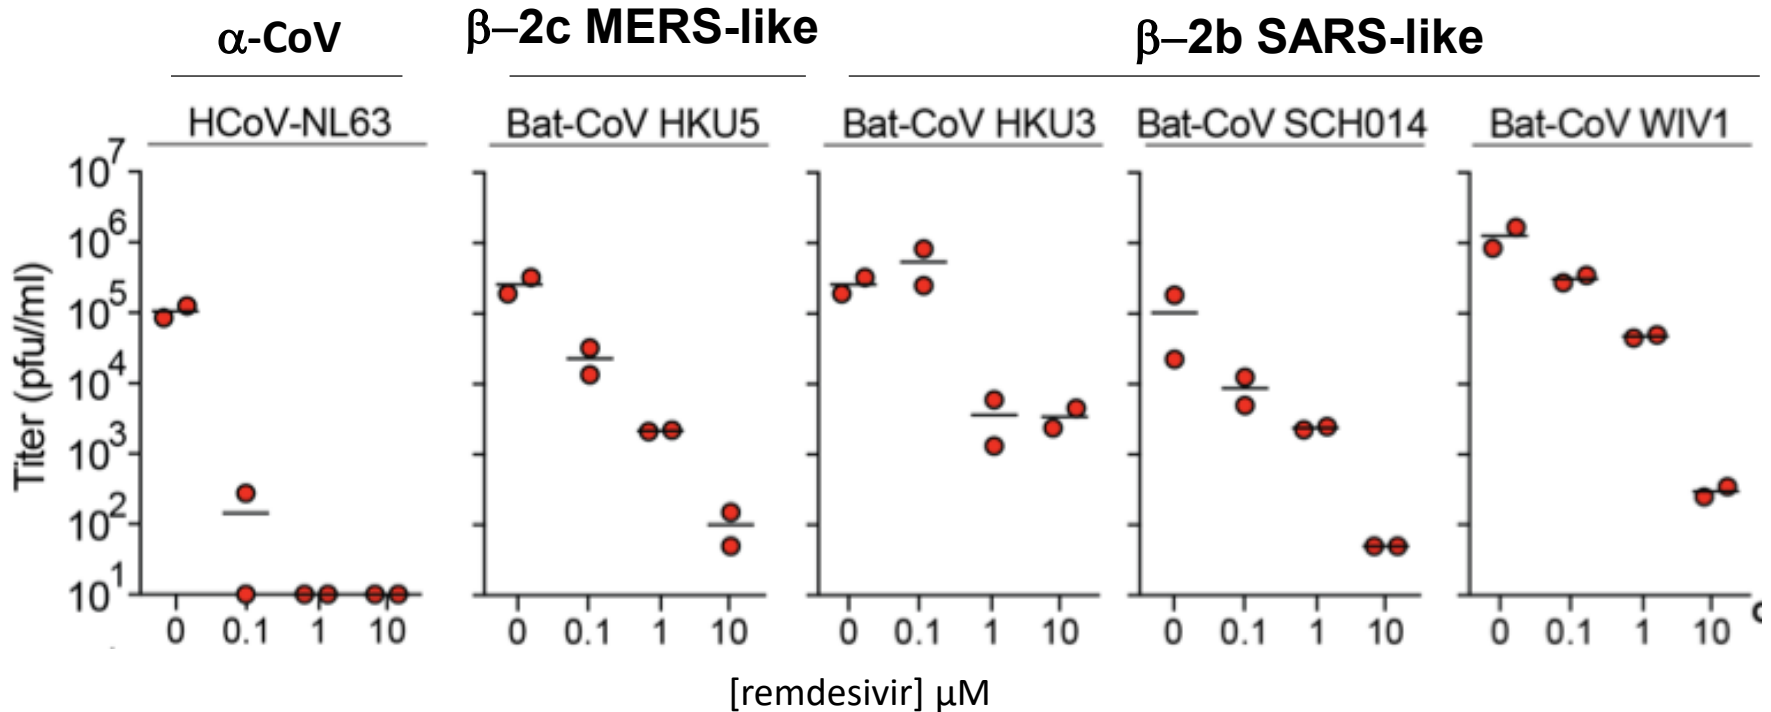 α-CoV β–2c MERS-like β–2b SARS-like
HCoV-NL63 Bat-CoV HKU5 Bat-CoV HKU3 Bat-CoV SCH014 Bat-CoV WIV1
Titer (pfu//ml)
10^7
10^6
10^5
10^4
10^3
10^2
10^1
0 0.1 1 10 0 0.1 1 10 0 0.1 1 10 0 0.1 1 10 0 0.1 1 10
[remdesivir] μM